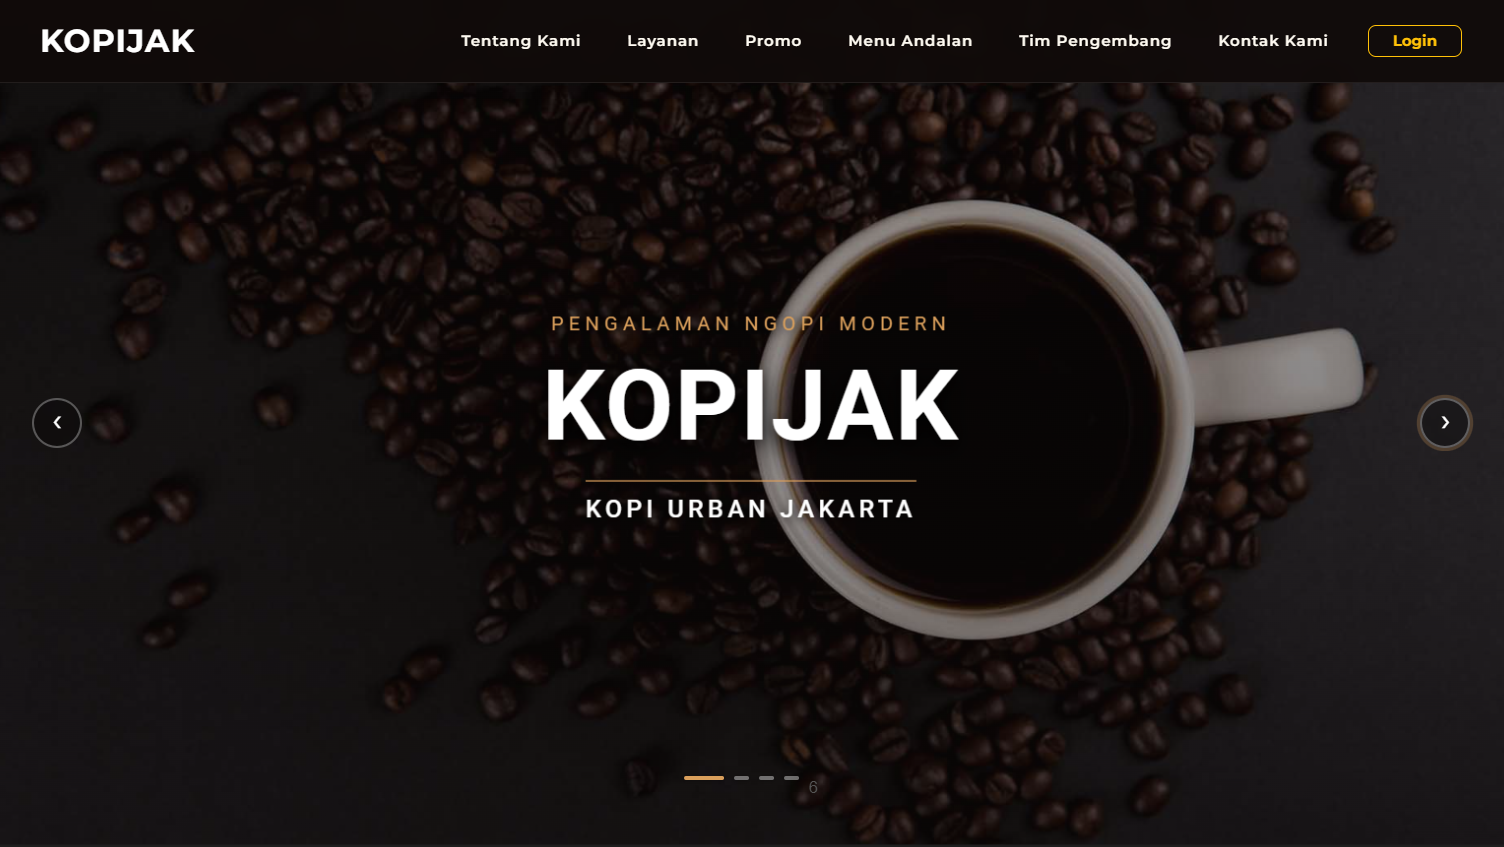 KOPIJAK
Tentang Kami Layanan Promo Menu Andalan Tim Pengembang Kontak Kami Login
PENGALAMAN NGOPI MODERN
KOPIJAK
KOPI URBAN JAKARTA
6